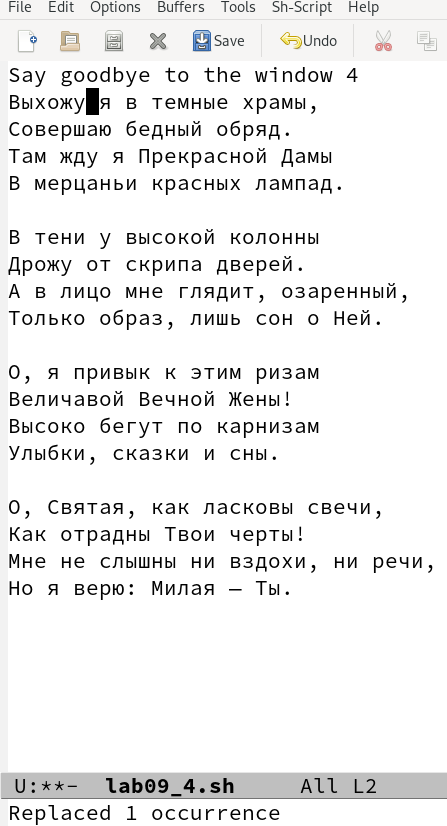 File Edit Options Buffers Tools Sh-Script Help
Save Undo
Say goodbye to the window 4
Выхожу я в темные храмы,
Совершаю бедный обряд.
Там жду я Прекрасной Дамы
В мерцаньи красных лампад.
В тени у высокой колонны
Дрожу от скрипа дверей.
А в лицо мне глядит, озаренный,
Только образ, лишь сон о Ней.
О, я привык к этим ризам
Величавой Вечной Жены!
Высоко бегут по карнизам
Улыбки, сказки и сны.
О, Святая, как ласковы свечи,
Как отрадны Твои черты!
Мне не слышны ни вздохи, ни речи,
Но я верю: Милая — Ты.
U:**- lab09_4.sh All L2
Replaced 1 occurrence